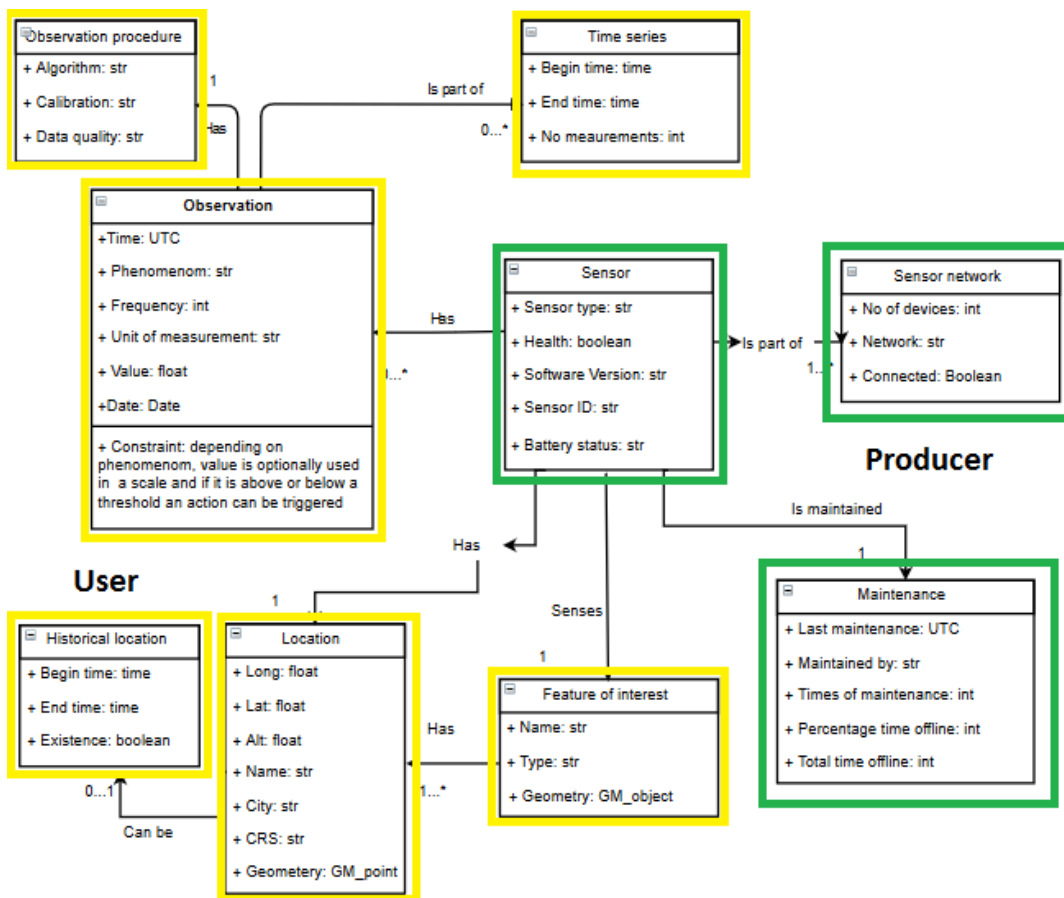 Observation procedure
+ Algorithm: str
+ Calibration: str
+ Data quality: str
1
Has
Is part of
0...*
Time series
+ Begin time: time
+ End time: time
+ No meaurements: int
Observation
+Time: UTC
+ Phenomenom: str
+ Frequency: int
+ Unit of measurement: str
+ Value: float
+Date: Date
+ Constraint: depending on
phenomenom, value is optionally used
in a scale and if it is above or below a
threshold an action can be triggered
Has
0...*
Sensor
+ Sensor type: str
+ Health: boolean
+ Software Version: str
+ Sensor ID: str
+ Battery status: str
Is part of
1...*
Sensor network
+ No of devices: int
+ Network: str
+ Connected: Boolean
Producer
Is maintained
1
Maintenance
+ Last maintenance: UTC
+ Maintained by: str
+ Times of maintenance: int
+ Percentage time offline: int
+ Total time offline: int
Has
1
Senses
1
User
Historical location
+ Begin time: time
+ End time: time
+ Existence: boolean
0...1
Can be
Location
+ Long: float
+ Lat: float
+ Alt: float
+ Name: str
+ City: str
+ CRS: str
+ Geometery: GM_point
Has
1...*
Feature of interest
+ Name: str
+ Type: str
+ Geometry: GM_object